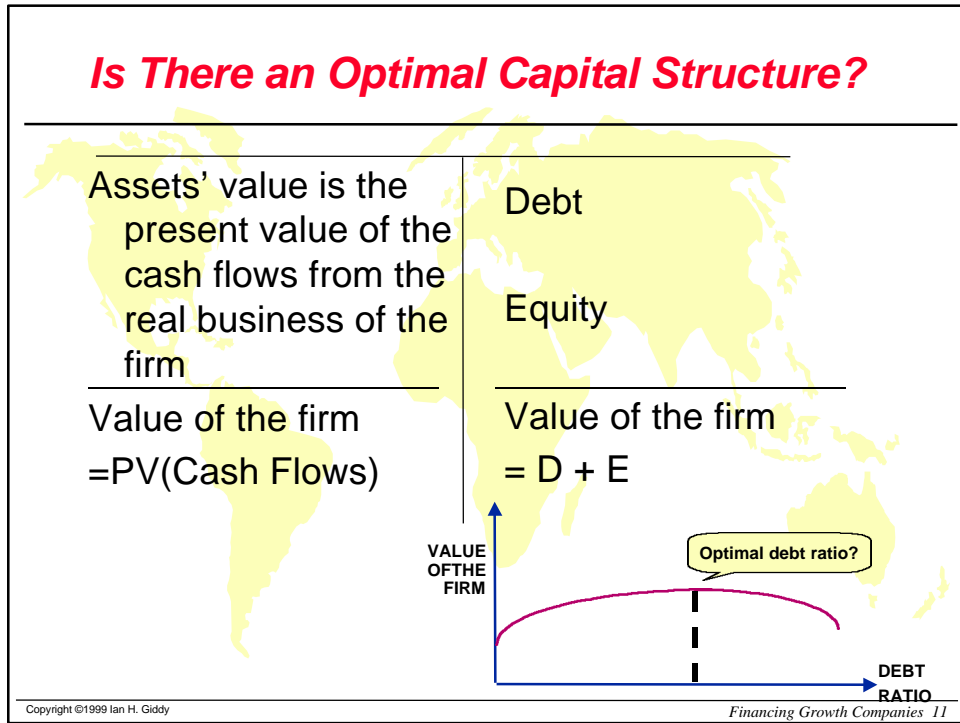 Is There an Optimal Capital Structure?
Assets’ value is the
present value of the
cash flows from the
real business of the
firm
Debt
Equity
Value of the firm
=PV(Cash Flows)
Value of the firm
= D + E
VALUE
OFTHE
FIRM
Optimal debt ratio?
DEBT
RATIO
Copyright ©1999 Ian H. Giddy
Financing Growth Companies 11